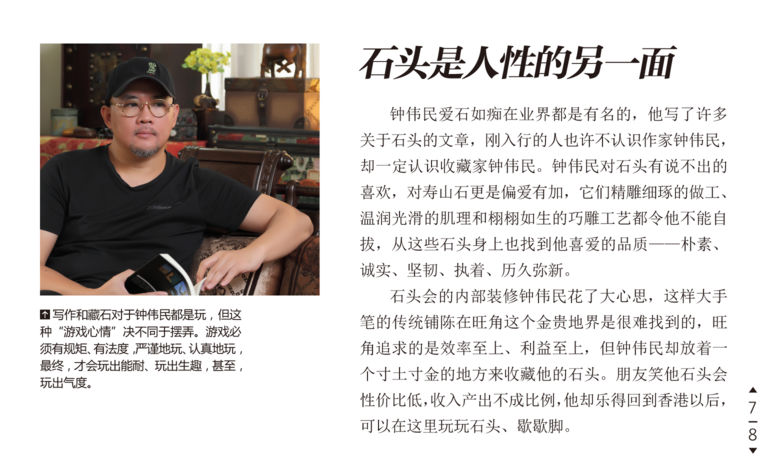 石头是人性的另一面
钟伟民爱石如痴在业界都是有名的，他写了许多
关于石头的文章，刚入行的人也许不认识作家钟伟民，
却一定认识收藏家钟伟民。钟伟民对石头有说不出的
喜欢，对寿山石更是偏爱有加，它们精雕细琢的做工、
温润光滑的肌理和栩栩如生的巧雕工艺都令他不能自
拔，从这些石头身上也找到他喜爱的品质——朴素、
诚实、坚韧、执着、历久弥新。
石头会的内部装修钟伟民花了大心思，这样大手
笔的传统铺陈在旺角这个金贵地界是很难找到的，旺
角追求的是效率至上、利益至上，但钟伟民却放着一
个寸土寸金的地方来收藏他的石头。朋友笑他石头会
性价比低，收入产出不成比例，他却乐得回到香港以后，
可以在这里玩玩石头、歇歇脚。
写作和藏石对于钟伟民都是玩，但这
种“游戏心情”决不同于摆弄。游戏必
须有规矩、有法度，严谨地玩、认真地玩，
最终，才会玩出能耐、玩出生趣，甚至，
玩出气度。
7
8